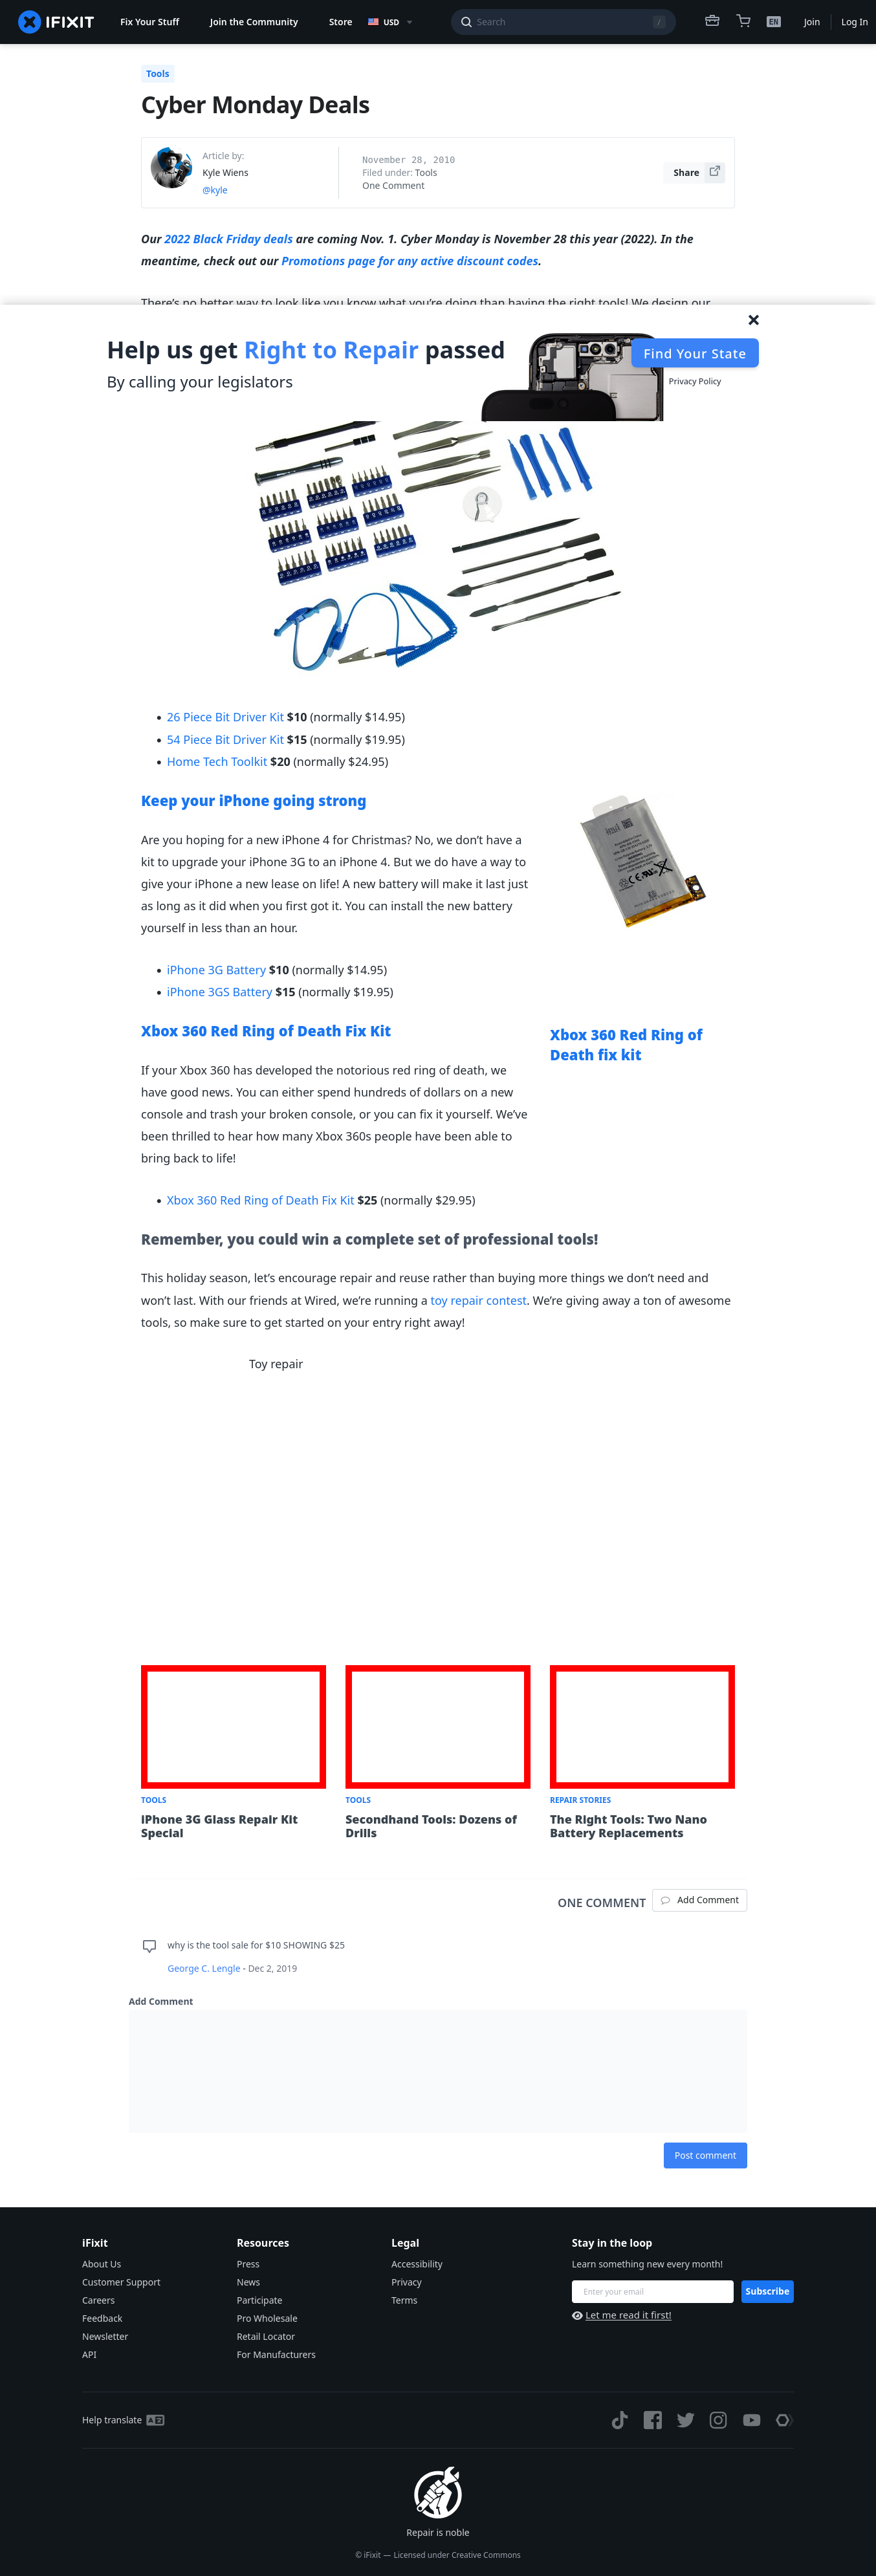 IFIXIT
Fix Your Stuff
Join the Community
Store
USD
Search
/
EN
Join
Log In
Tools
Cyber Monday Deals
Article by:
Kyle Wiens
@kyle
November 28, 2010
Filed under: Tools
One Comment
Share
Our 2022 Black Friday deals are coming Nov. 1. Cyber Monday is November 28 this year (2022). In the
meantime, check out our Promotions page for any active discount codes.
There's no better way to look like you know what you're doing than having the right tools! We design our
Help us get Right to Repair passed
By calling your legislators
Find Your State
Privacy Policy
• 26 Piece Bit Driver Kit $10 (normally $14.95)
• 54 Piece Bit Driver Kit $15 (normally $19.95)
• Home Tech Toolkit $20 (normally $24.95)
Keep your iPhone going strong
Are you hoping for a new iPhone 4 for Christmas? No, we don't have a
kit to upgrade your iPhone 3G to an iPhone 4. But we do have a way to
give your iPhone a new lease on life! A new battery will make it last just
as long as it did when you first got it. You can install the new battery
yourself in less than an hour.
• iPhone 3G Battery $10 (normally $14.95)
• iPhone 3GS Battery $15 (normally $19.95)
Xbox 360 Red Ring of Death Fix Kit
Xbox 360 Red Ring of
Death fix kit
If your Xbox 360 has developed the notorious red ring of death, we
have good news. You can either spend hundreds of dollars on a new
console and trash your broken console, or you can fix it yourself. We've
been thrilled to hear how many Xbox 360s people have been able to
bring back to life!
• Xbox 360 Red Ring of Death Fix Kit $25 (normally $29.95)
Remember, you could win a complete set of professional tools!
This holiday season, let's encourage repair and reuse rather than buying more things we don't need and
won't last. With our friends at Wired, we're running a toy repair contest. We're giving away a ton of awesome
tools, so make sure to get started on your entry right away!
Toy repair
TOOLS
iPhone 3G Glass Repair Kit
Special
TOOLS
Secondhand Tools: Dozens of
Drills
REPAIR STORIES
The Right Tools: Two Nano
Battery Replacements
ONE COMMENT
Add Comment
why is the tool sale for $10 SHOWING $25
George C. Lengle - Dec 2, 2019
Add Comment
Post comment
iFixit
About Us
Customer Support
Careers
Feedback
Newsletter
API
Resources
Press
News
Participate
Pro Wholesale
Retail Locator
For Manufacturers
Legal
Accessibility
Privacy
Terms
Stay in the loop
Learn something new every month!
Enter your email
Subscribe
Let me read it first!
Help translate
Repair is noble
© iFixit — Licensed under Creative Commons